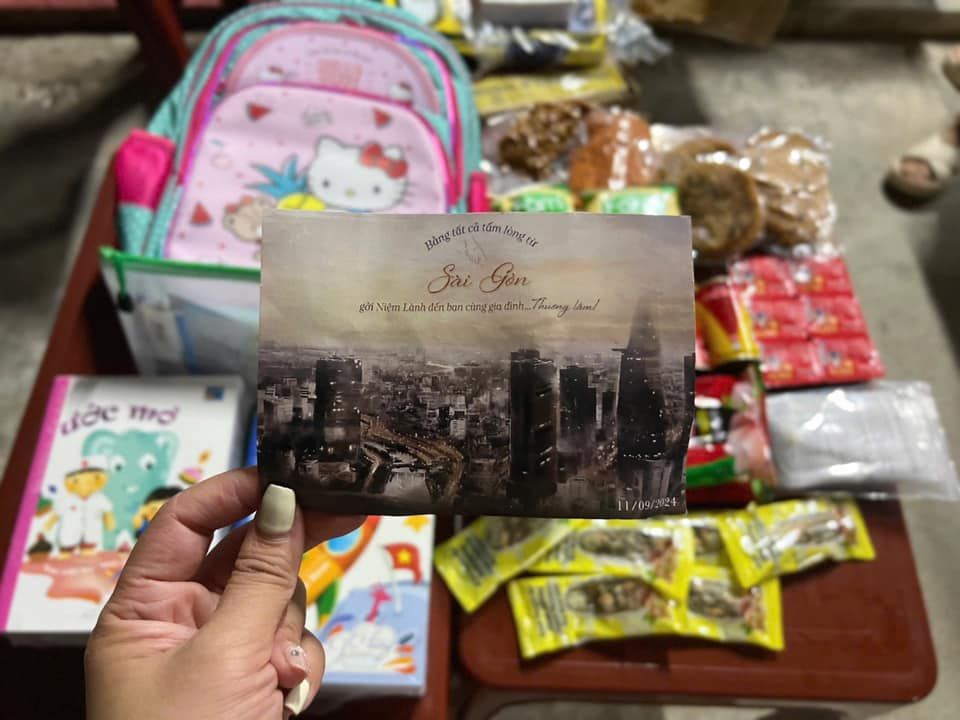 Bằng tất cả tấm lòng từ
Sài Gòn
gởi Niệm Lành đến bạn cùng gia đình...Thương lắm!
11/09/2024
ƯỚC MƠ